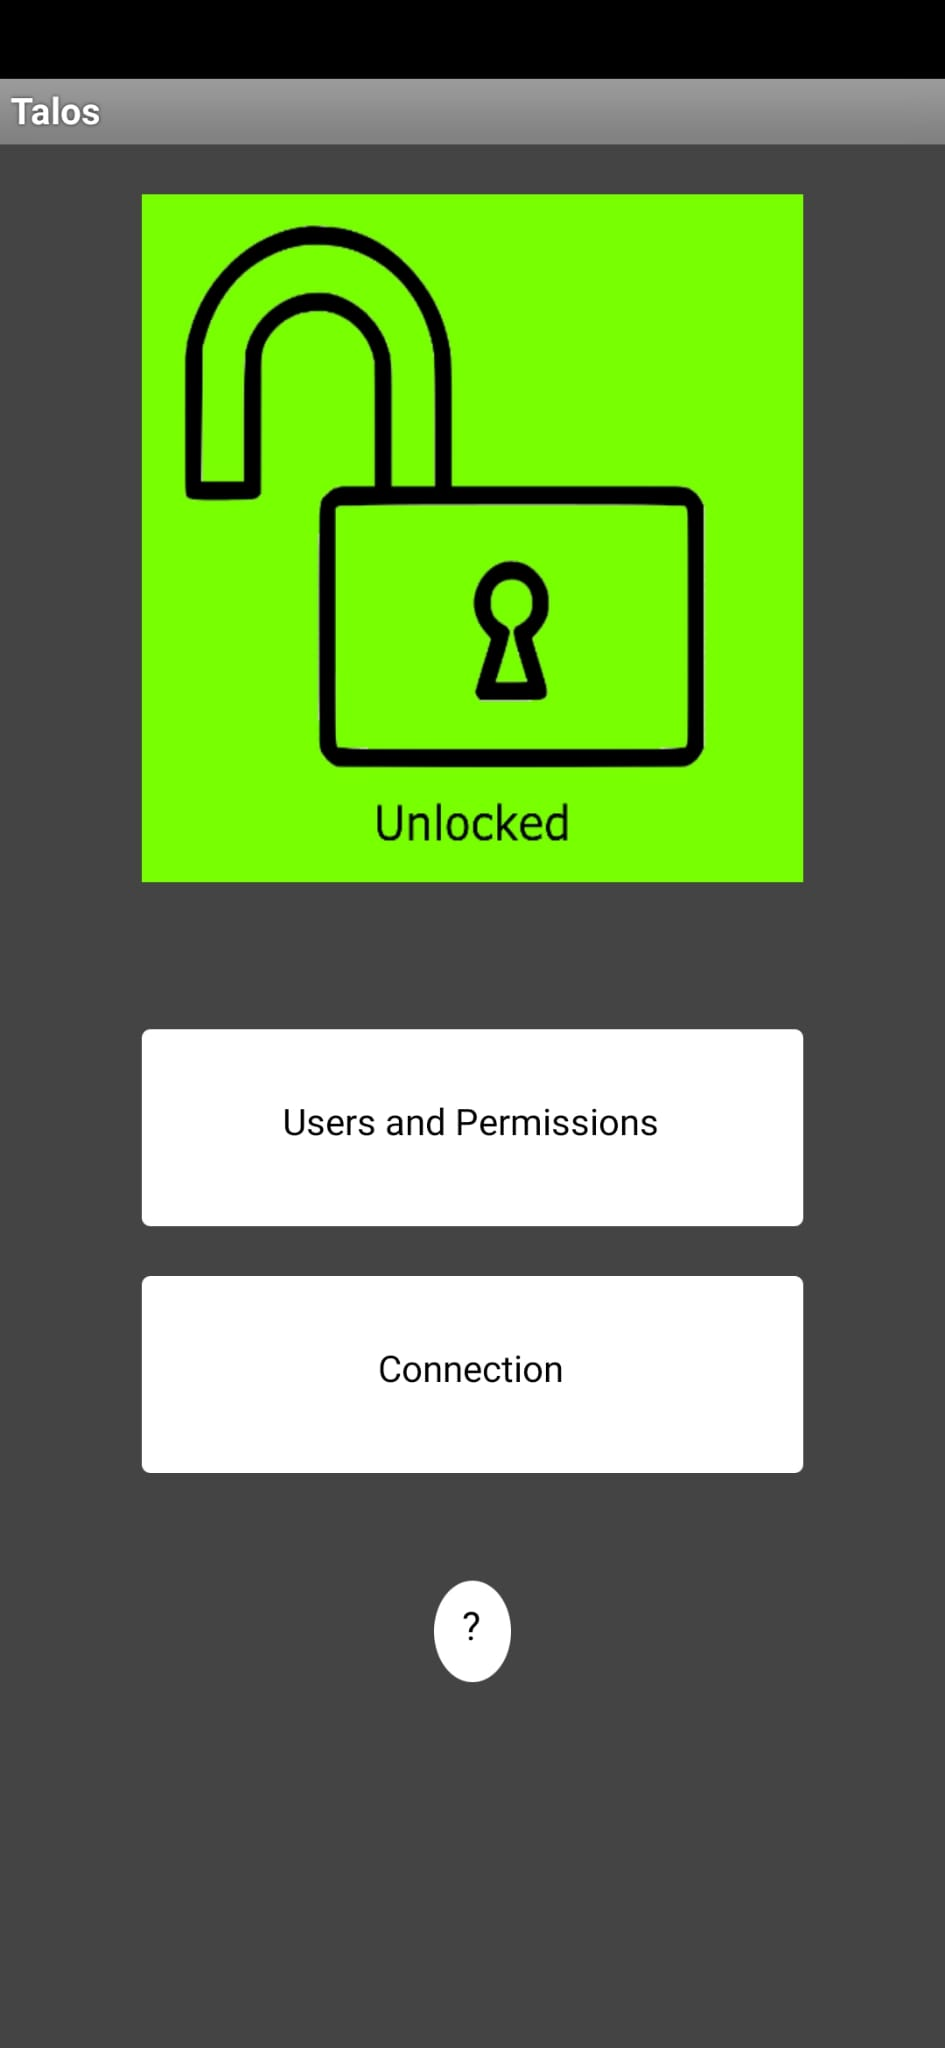 Talos
Unlocked
Users and Permissions
Connection
?